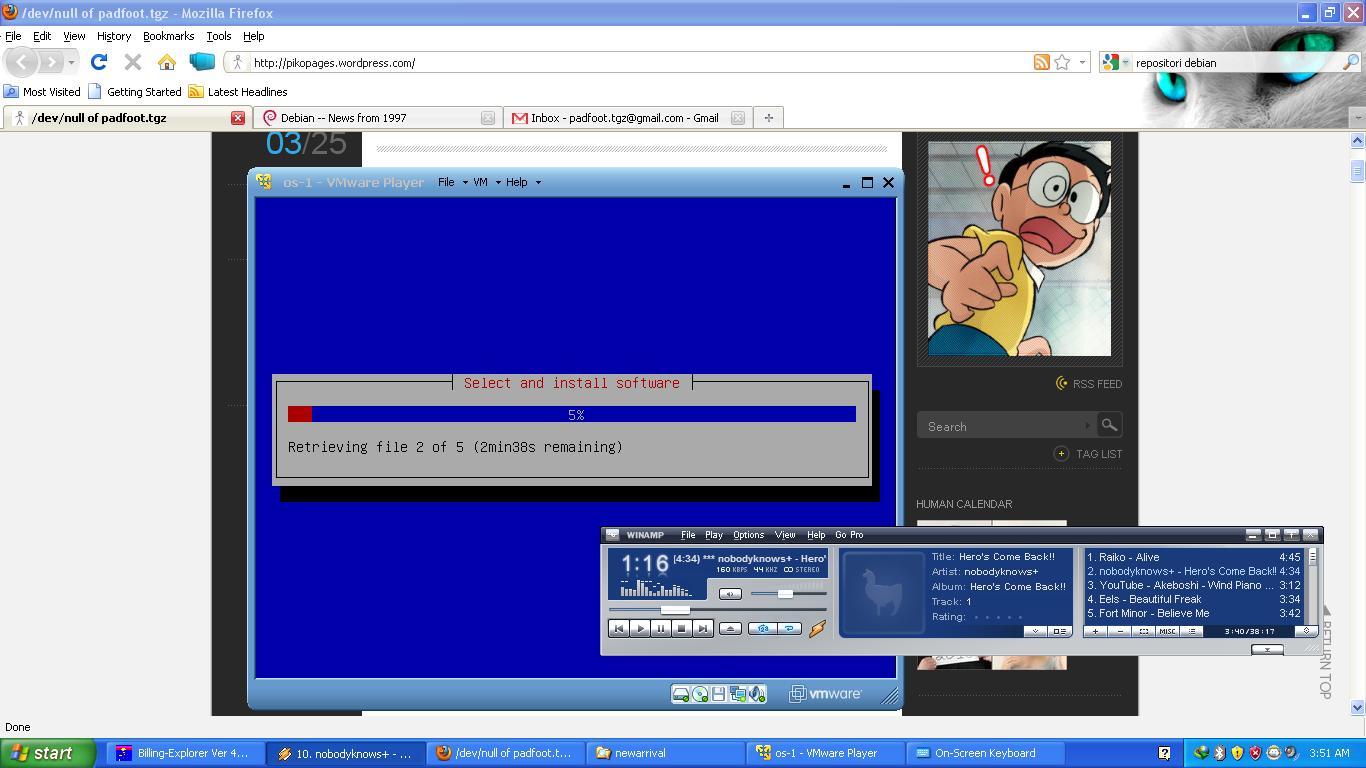 /dev/null of padfoot.tgz - Mozilla Firefox
File Edit View History Bookmarks Tools Help
http://pikopages.wordpress.com/
repositori debian
Most Visited Getting Started Latest Headlines
/dev/null of padfoot.tgz
Debian -- News from 1997
Inbox - padfoot.tgz@gmail.com - Gmail
03/25
os-1 - VMware Player File VM Help
Select and install software
5%
Retrieving file 2 of 5 (2min38s remaining)
vmware
RSS FEED
Search
TAG LIST
HUMAN CALENDAR
WINAMP File Play Options View Help Go Pro
1:16 (4:34) *** nobodyknows+ - Hero'
160 KBPS 44 KHZ STEREO
Title: Hero's Come Back!!
Artist: nobodyknows+
Album: Hero's Come Back!!
Track: 1
Rating:
1. Raiko - Alive 4:45
2. nobodyknows+ - Hero's Come Back!! 4:34
3. YouTube - Akeboshi - Wind Piano ... 3:12
4. Eels - Beautiful Freak 3:34
5. Fort Minor - Believe Me 3:42
MISC 3:40/38:17
RETURN TOP
Done
start
Billing-Explorer Ver 4...
10. nobodyknows+ - ...
/dev/null of padfoot.t...
newarrival
os-1 - VMware Player
On-Screen Keyboard
3:51 AM